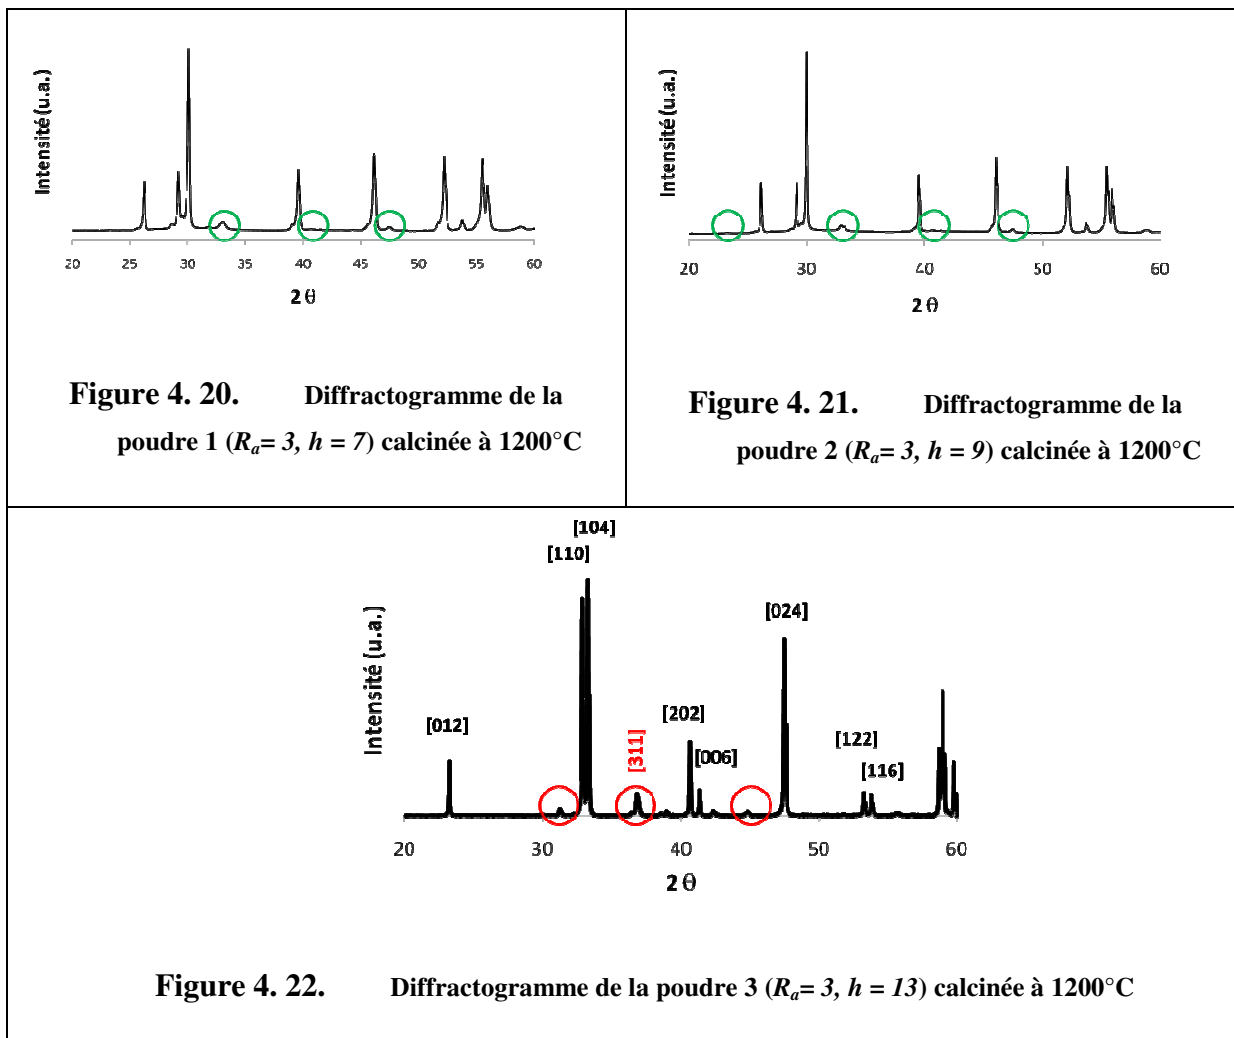 Intensité (u.a.)
20 25 30 35 40 45 50 55 60
2 θ
Figure 4. 20. Diffractogramme de la
poudre 1 (Ra= 3, h = 7) calcinée à 1200°C
Intensité (u.a.)
20 30 40 50 60
2 θ
Figure 4. 21. Diffractogramme de la
poudre 2 (Ra= 3, h = 9) calcinée à 1200°C
Intensité (u.a.)
[104]
[110]
[024]
[012]
[311]
[202]
[006]
[122]
[116]
20 30 40 50 60
2 θ
Figure 4. 22. Diffractogramme de la poudre 3 (Ra= 3, h = 13) calcinée à 1200°C